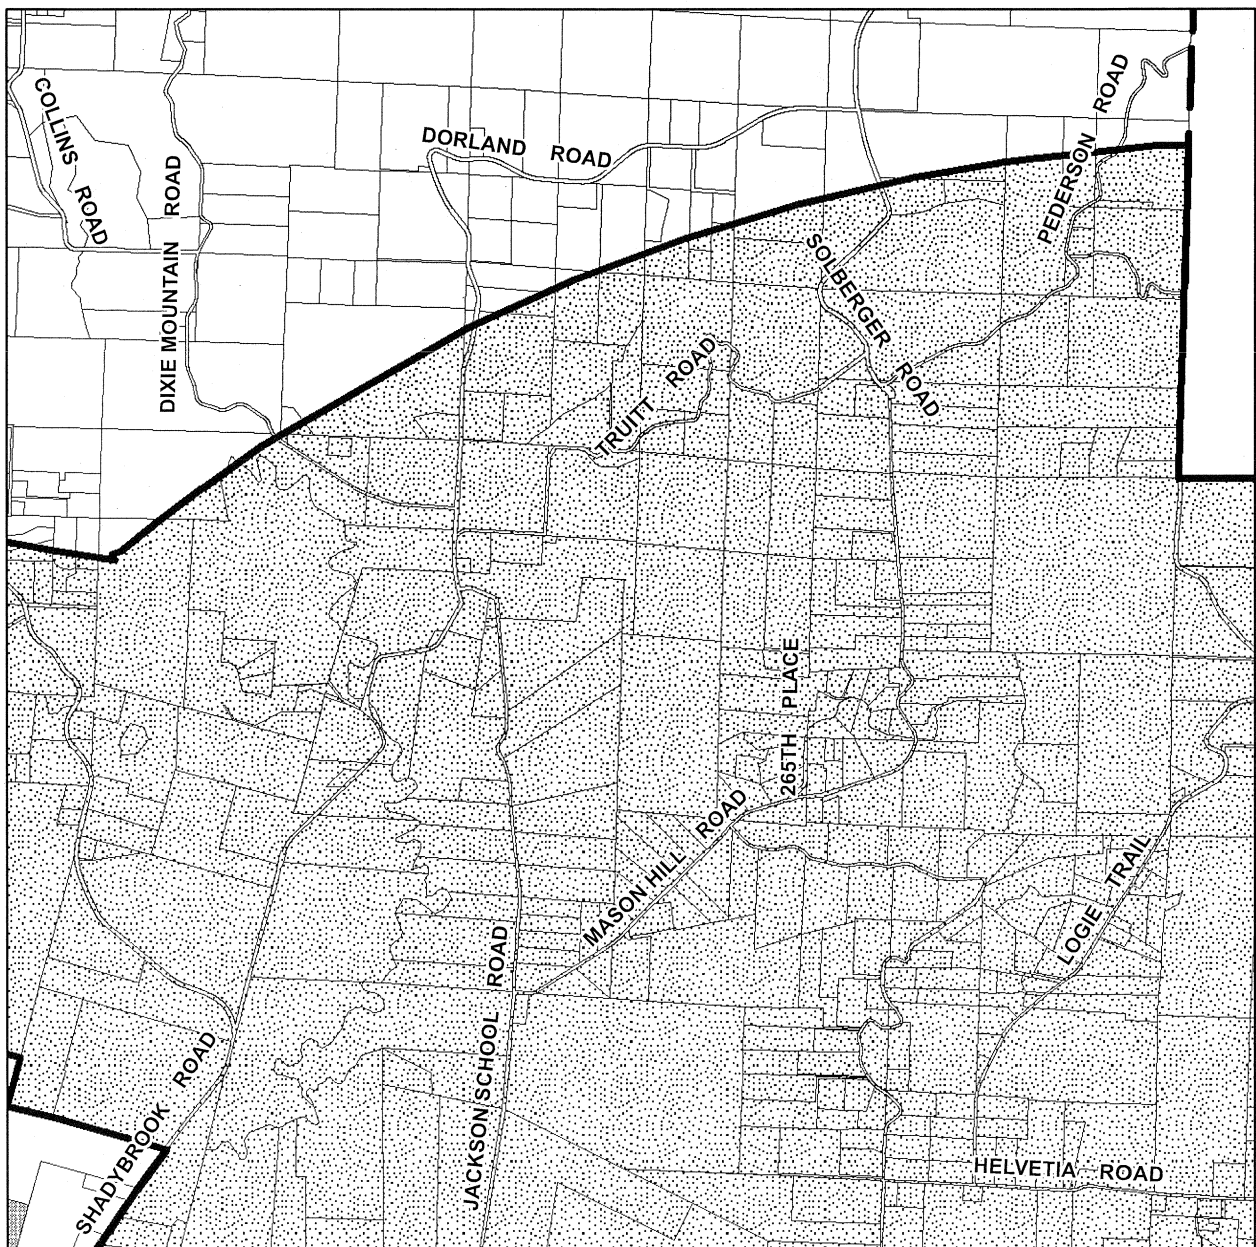 COLLINS ROAD
DIXIE MOUNTAIN ROAD
DORLAND ROAD
PEDERSON ROAD
SOLBERGER ROAD
TRUITT ROAD
265TH PLACE
MASON HILL ROAD
LOGIE TRAIL
JACKSON SCHOOL ROAD
SHADYBROOK ROAD
HELVETIA ROAD